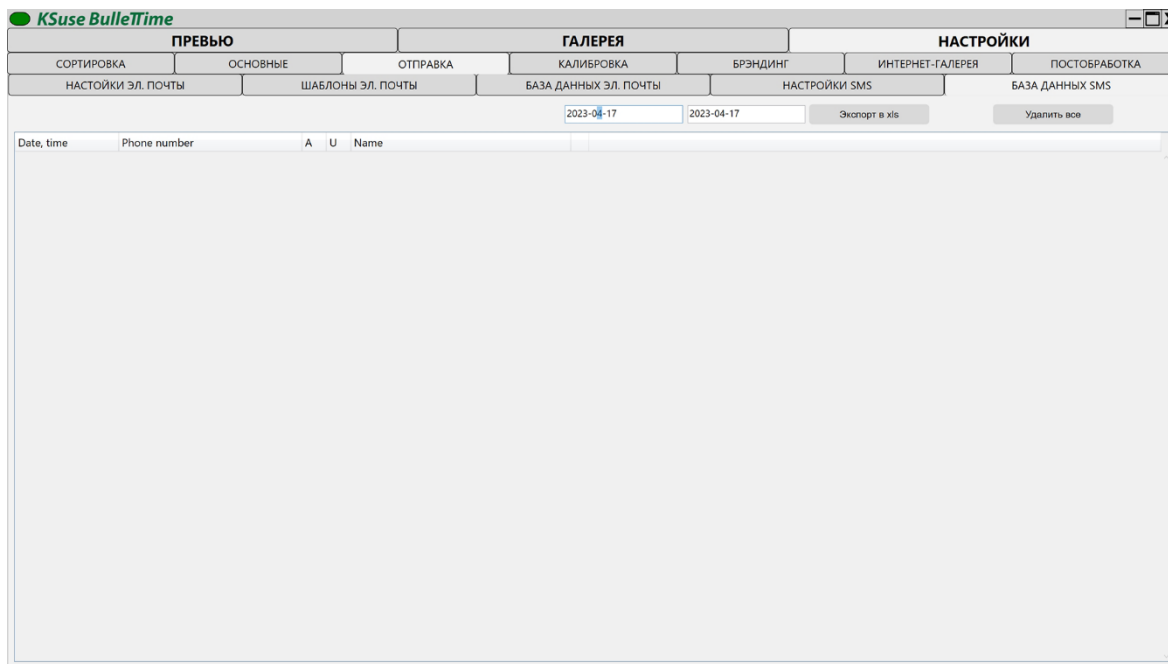 KSuse BulletTime
ПРЕВЬЮ ГАЛЕРЕЯ НАСТРОЙКИ
СОРТИРОВКА ОСНОВНЫЕ ОТПРАВКА КАЛИБРОВКА БРЭНДИНГ ИНТЕРНЕТ-ГАЛЕРЕЯ ПОСТОБРАБОТКА
НАСТОЙКИ ЭЛ. ПОЧТЫ ШАБЛОНЫ ЭЛ. ПОЧТЫ БАЗА ДАННЫХ ЭЛ. ПОЧТЫ НАСТРОЙКИ SMS БАЗА ДАННЫХ SMS
2023-04-17 2023-04-17 Экспорт в xls Удалить все
Date, time Phone number A U Name